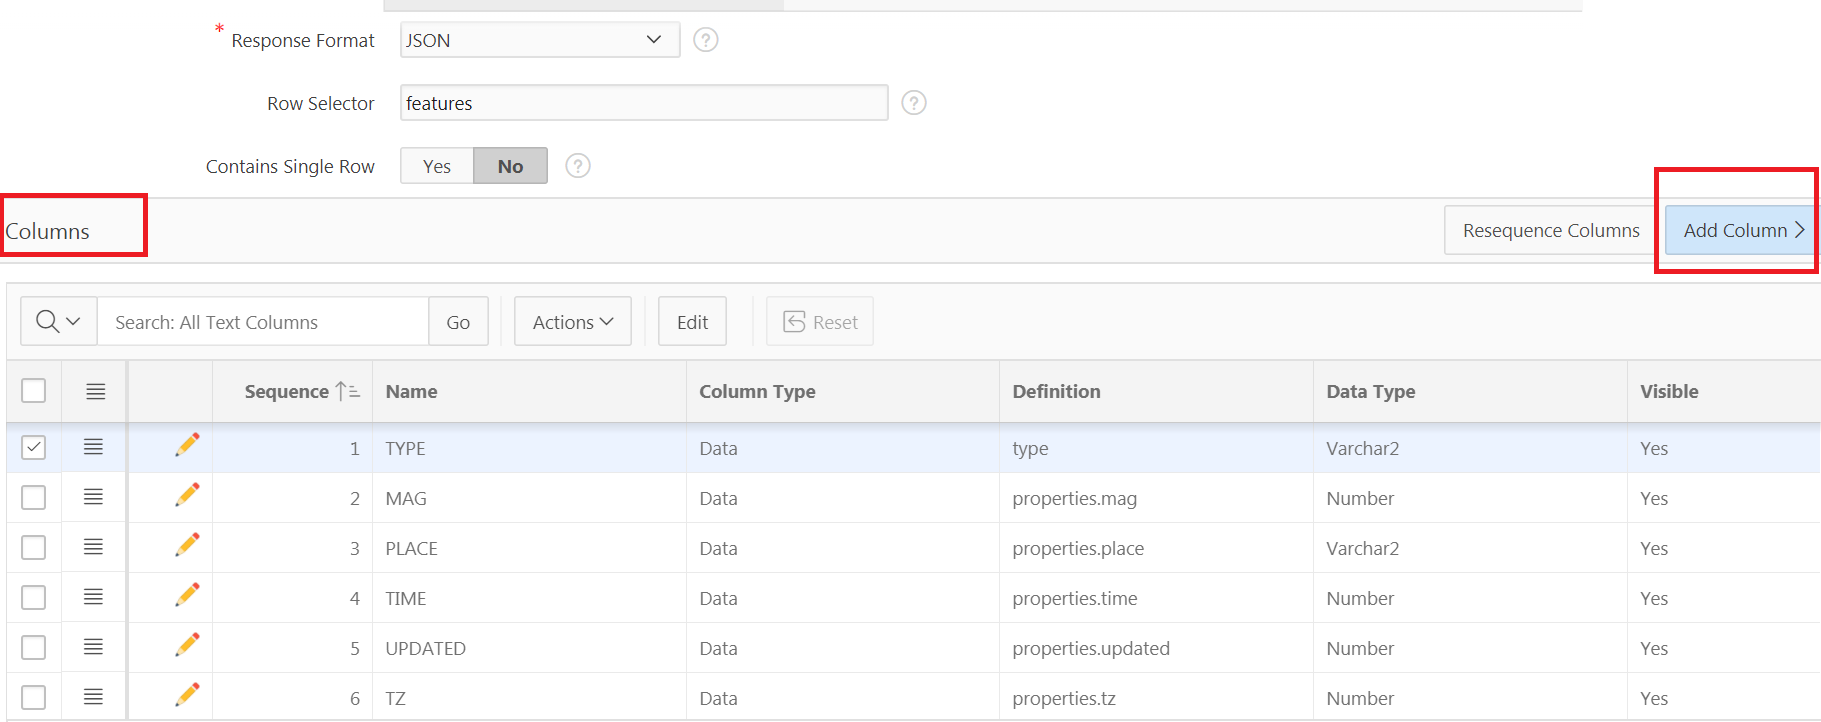 * Response Format JSON ?
Row Selector features ?
Contains Single Row Yes No ?
Columns Resequence Columns Add Column >
Search: All Text Columns Go Actions Edit Reset
Sequence Name Column Type Definition Data Type Visible
1 TYPE Data type Varchar2 Yes
2 MAG Data properties.mag Number Yes
3 PLACE Data properties.place Varchar2 Yes
4 TIME Data properties.time Number Yes
5 UPDATED Data properties.updated Number Yes
6 TZ Data properties.tz Number Yes